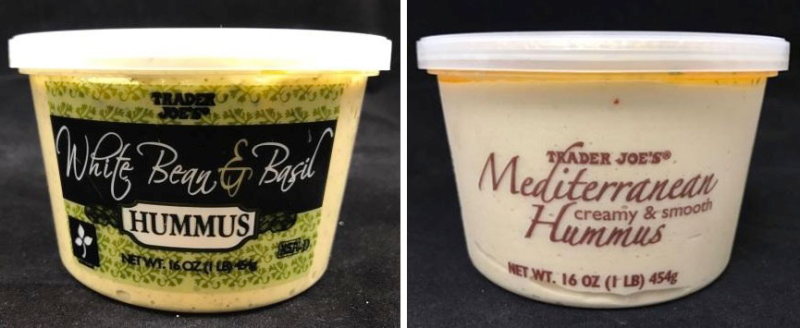 TRADER
JOE'S
White Bean & Basil
HUMMUS
NET WT. 16 OZ (1 LB) 454g
TRADER JOE'S®
Mediterranean
creamy & smooth
Hummus
NET WT. 16 OZ (1 LB) 454g